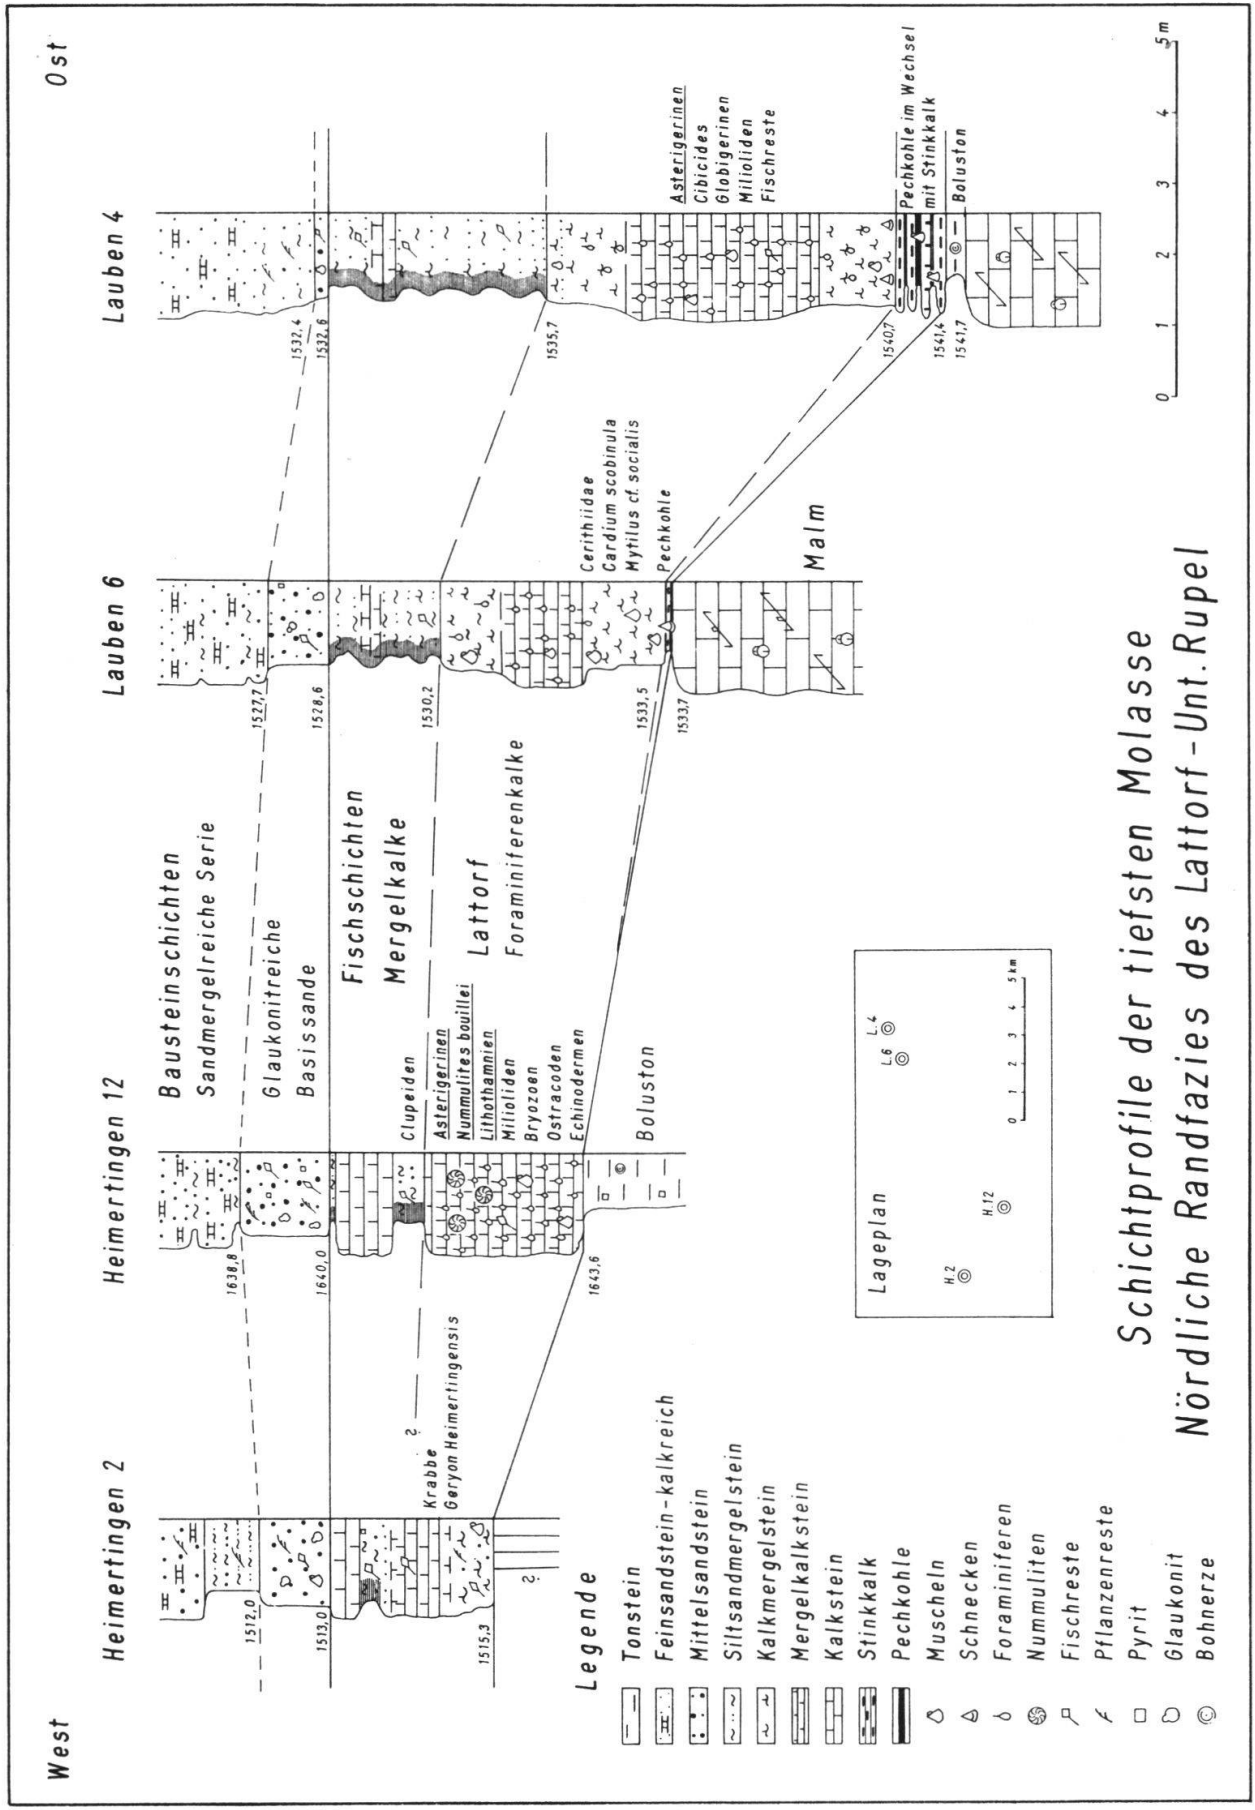 West
Ost
Heimertingen 2
Heimertingen 12
Lauben 6
Lauben 4
1512,0
1513,0
1515,3
?
Krabbe
Geryon Heimertingensis
?
1638,8
1640,0
1643,6
Clupeiden
Asterigerinen
Nummulites bouillei
Lithothamnien
Milioliden
Bryozoen
Ostracoden
Echinodermen
Boluston
Bausteinschichten
Sandmergelreiche Serie
Glaukonitreiche
Basissande
Fischschichten
Mergelkalke
Lattorf
Foraminiferenkalke
1527,7
1528,6
1530,2
1533,5
1533,7
Cerithiidae
Cardium scobinula
Mytilus cf. socialis
Pechkohle
Malm
1532,4
1532,6
1535,7
1540,7
1541,4
1541,7
Asterigerinen
Cibicides
Globigerinen
Milioliden
Fischreste
Pechkohle im Wechsel
mit Stinkkalk
Boluston
0 1 2 3 4 5m
Legende
Tonstein
Feinsandstein-kalkreich
Mittelsandstein
Siltsandmergelstein
Kalkmergelstein
Mergelkalkstein
Kalkstein
Stinkkalk
Pechkohle
Muscheln
Schnecken
Foraminiferen
Nummuliten
Fischreste
Pflanzenreste
Pyrit
Glaukonit
Bohnerze
Lageplan
H.2
H.12
L.6
L.4
0 1 2 3 4 5km
Schichtprofile der tiefsten Molasse
Nördliche Randfazies des Lattorf-Unt.Rupel